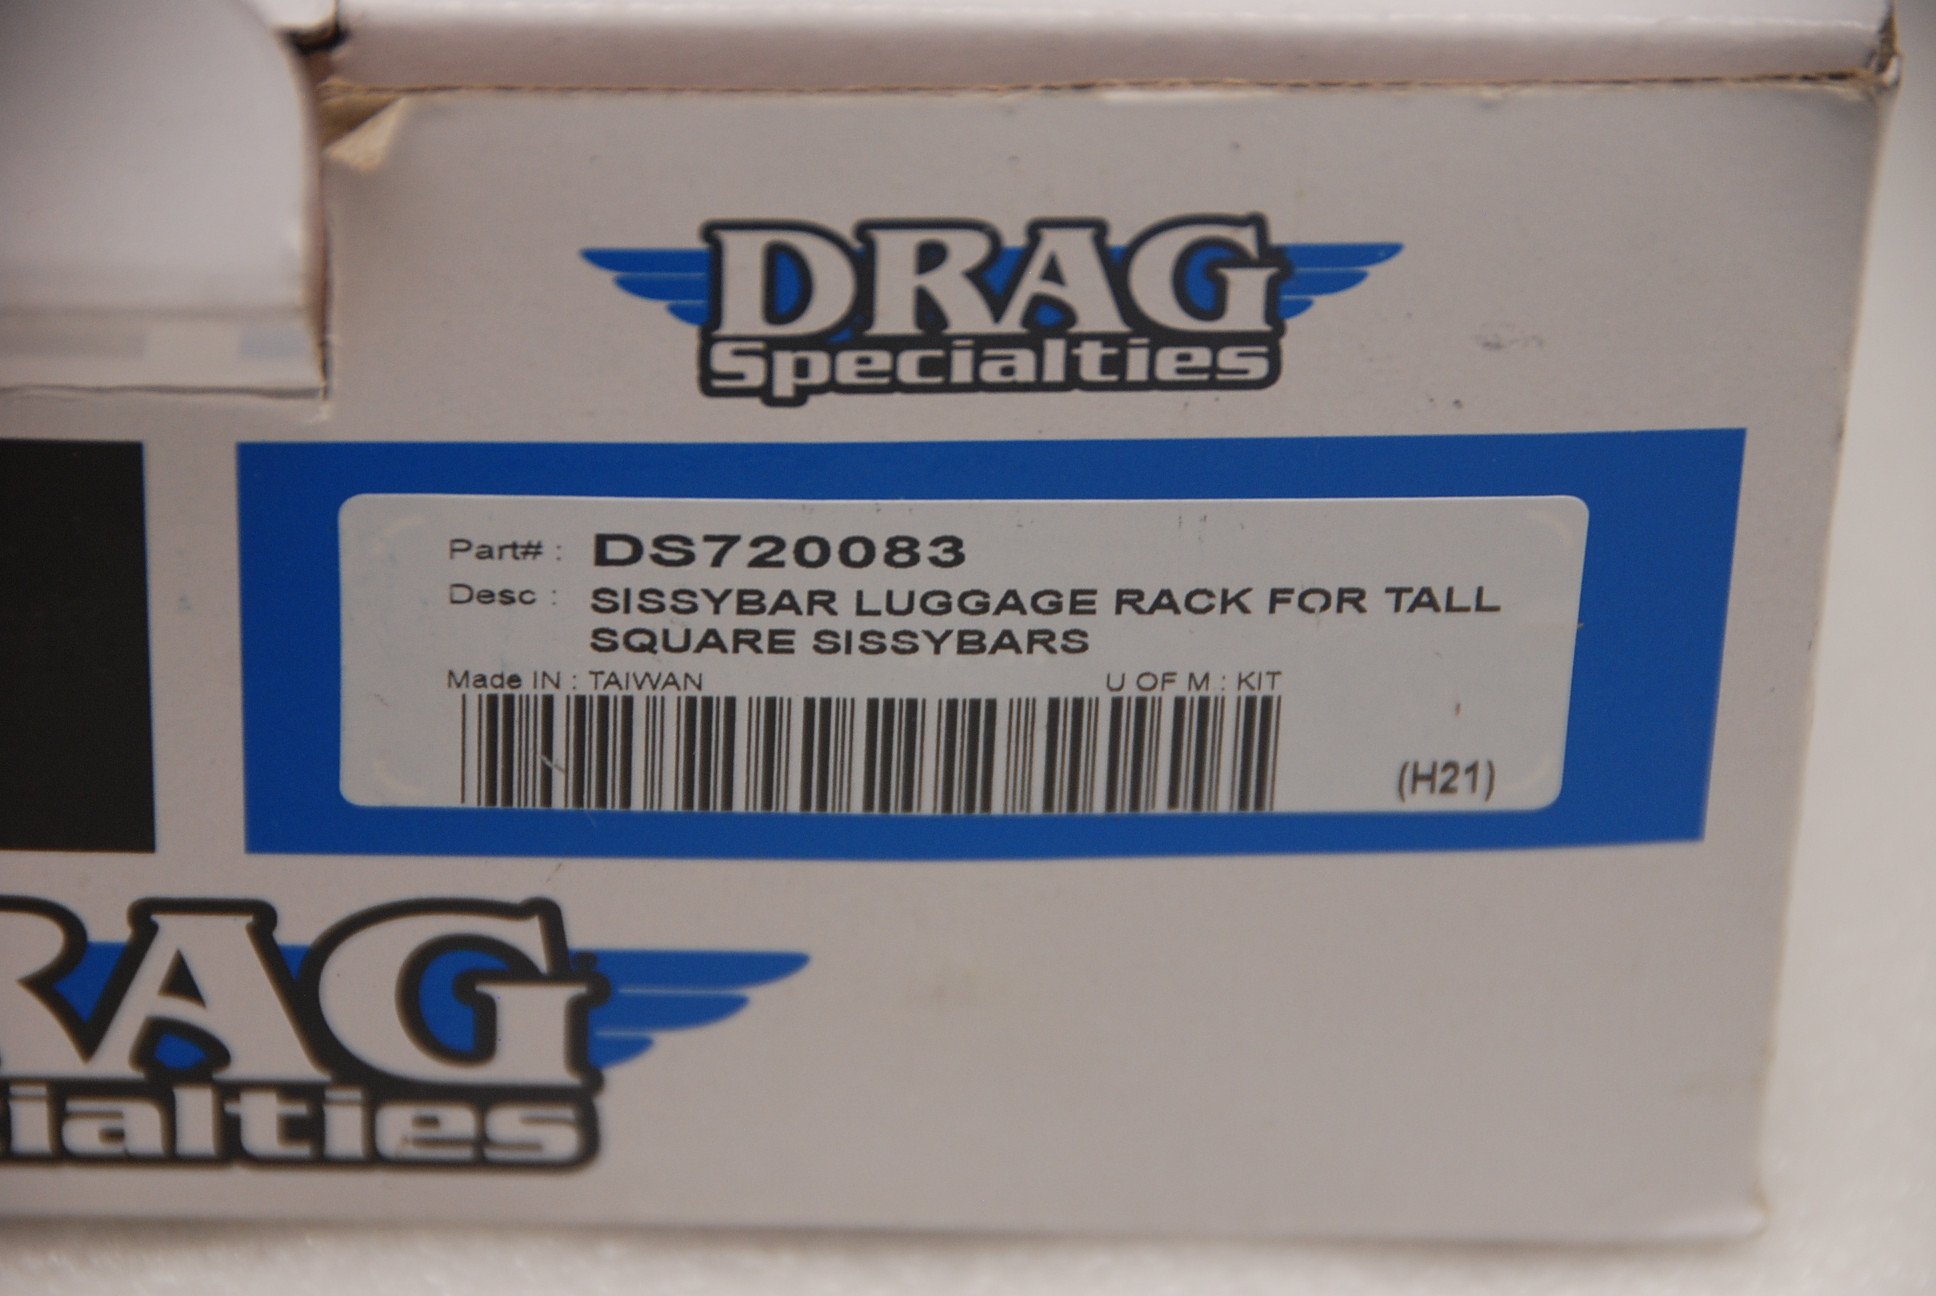 DRAG
Specialties
Part# : DS720083
Desc : SISSYBAR LUGGAGE RACK FOR TALL
SQUARE SISSYBARS
Made IN : TAIWAN U OF M : KIT
(H21)
RAG
ialties